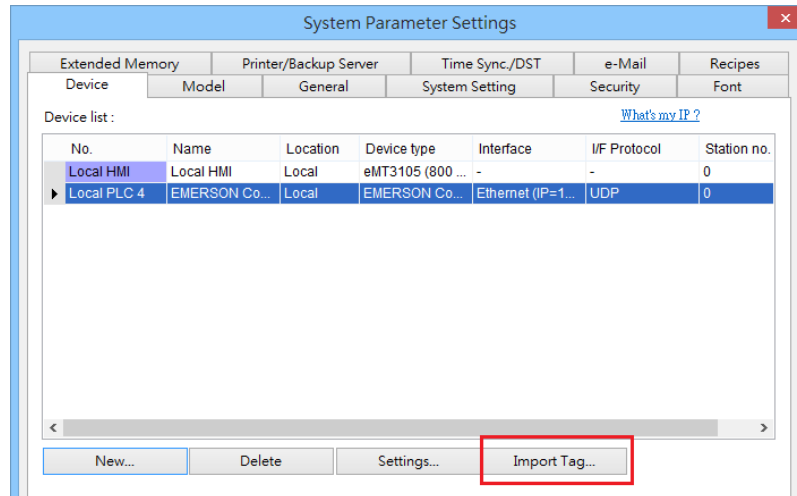 System Parameter Settings
Extended Memory Printer/Backup Server Time Sync./DST e-Mail Recipes
Device Model General System Setting Security Font
Device list : What's my IP ?
No. Name Location Device type Interface I/F Protocol Station no.
Local HMI Local HMI Local eMT3105 (800 ... - - 0
Local PLC 4 EMERSON Co... Local EMERSON Co... Ethernet (IP=1... UDP 0
New... Delete Settings... Import Tag...